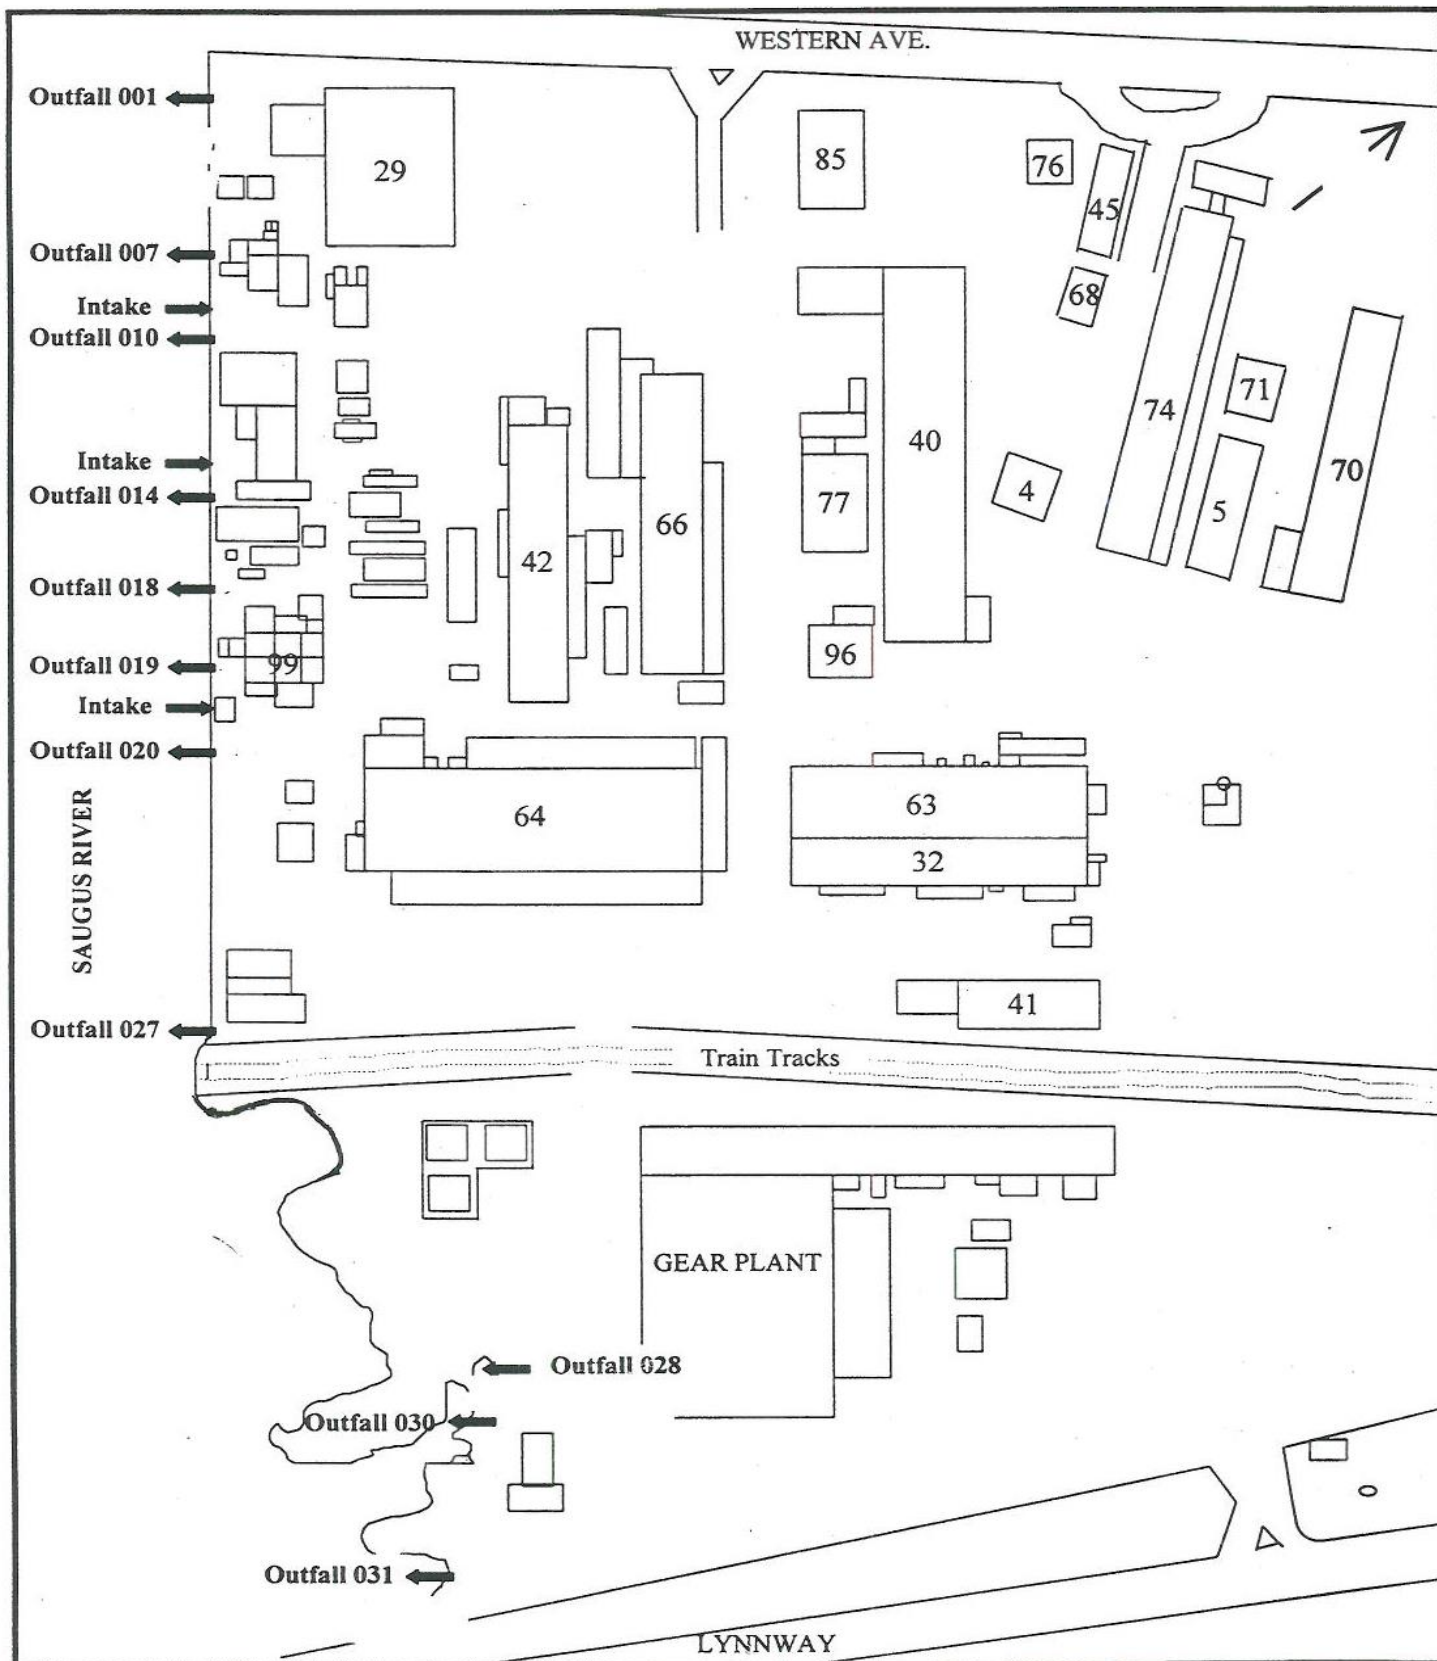 WESTERN AVE.
Outfall 001
29
85
76
45
Outfall 007
Intake
68
Outfall 010
71
74
40
Intake
70
4
Outfall 014
77
5
66
42
Outfall 018
96
99
Outfall 019
Intake
Outfall 020
64
63
SAUGUS RIVER
32
41
Outfall 027
Train Tracks
GEAR PLANT
Outfall 028
Outfall 030
Outfall 031
LYNNWAY